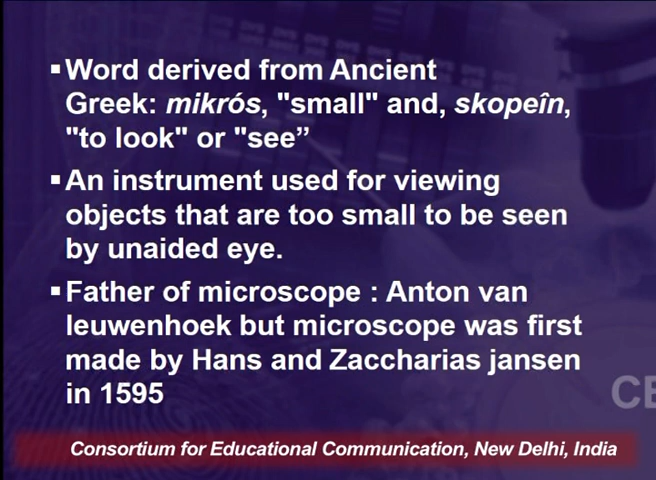 ▪Word derived from Ancient
Greek: mikrós, "small" and, skopeîn,
"to look" or "see”
▪An instrument used for viewing
objects that are too small to be seen
by unaided eye.
▪Father of microscope : Anton van
leuwenhoek but microscope was first
made by Hans and Zaccharias jansen
in 1595
CE
Consortium for Educational Communication, New Delhi, India